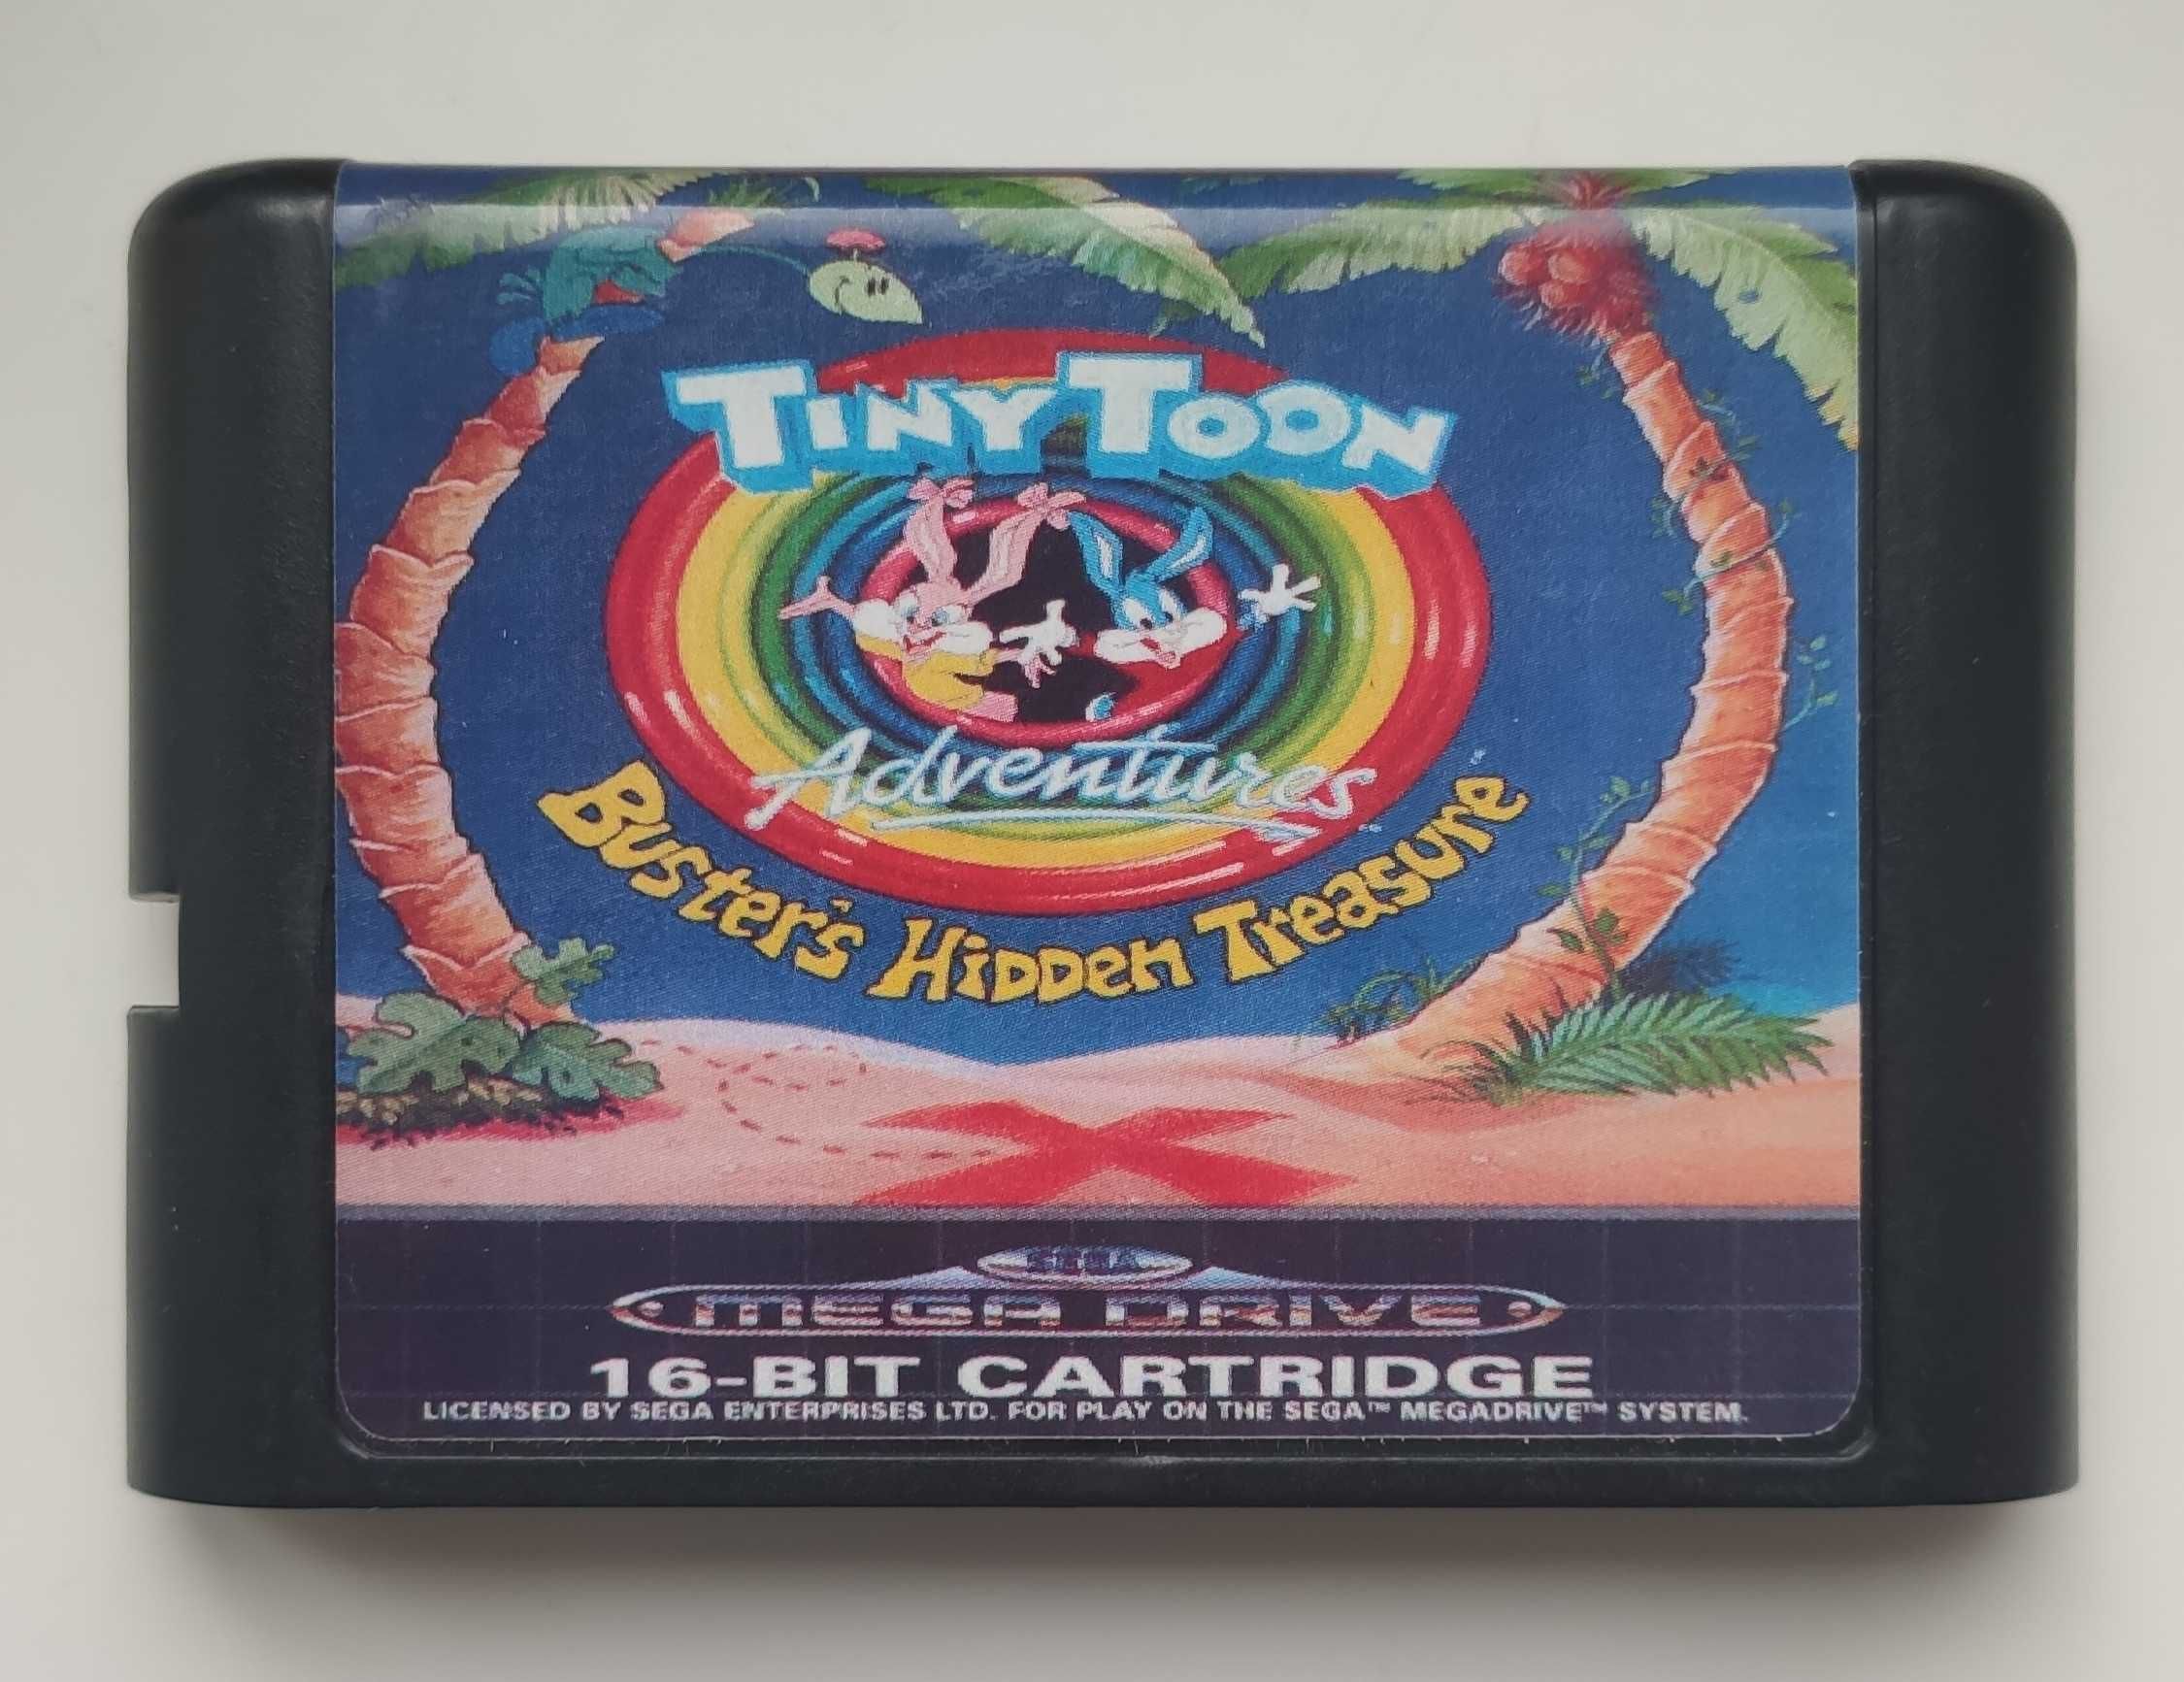 TINY TOON
Adventures
Buster's Hidden Treasure
SEGA
MEGA DRIVE
16-BIT CARTRIDGE
LICENSED BY SEGA ENTERPRISES LTD. FOR PLAY ON THE SEGA™ MEGADRIVE™ SYSTEM.